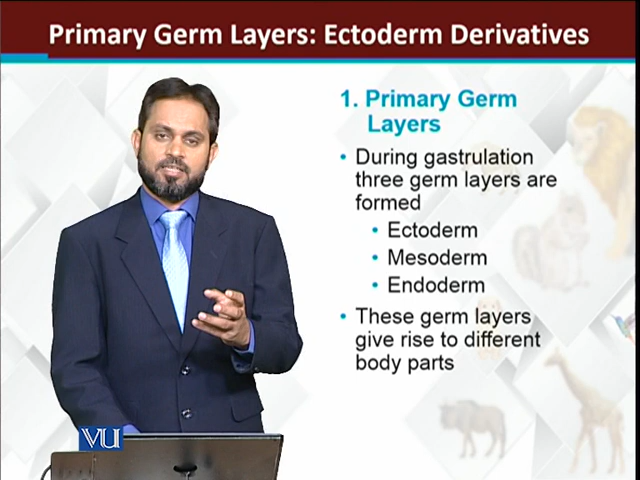 Primary Germ Layers: Ectoderm Derivatives
1. Primary Germ
Layers
• During gastrulation
three germ layers are
formed
• Ectoderm
• Mesoderm
• Endoderm
• These germ layers
give rise to different
body parts
VU